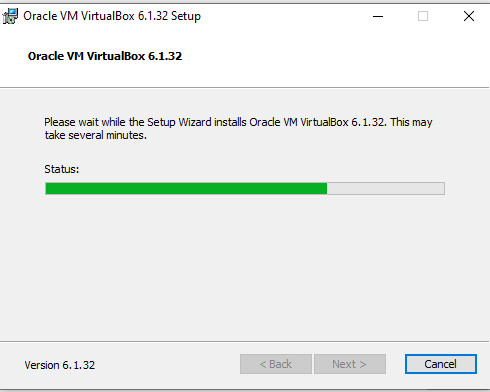 Oracle VM VirtualBox 6.1.32 Setup
Oracle VM VirtualBox 6.1.32
Please wait while the Setup Wizard installs Oracle VM VirtualBox 6.1.32. This may
take several minutes.
Status:
Version 6.1.32
< Back
Next >
Cancel